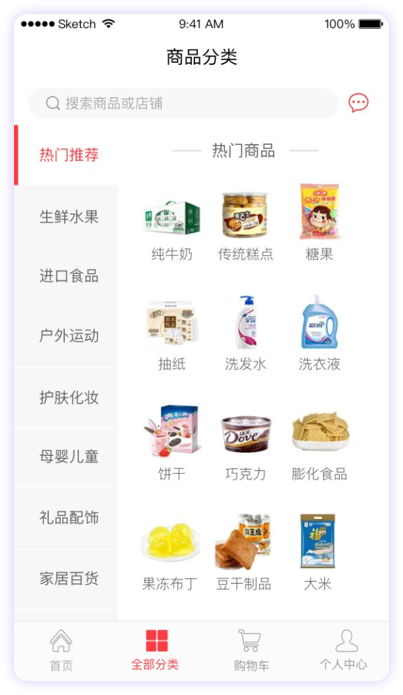 ●●●●● Sketch 9:41 AM 100%
商品分类
搜索商品或店铺
热门推荐
生鲜水果
进口食品
户外运动
护肤化妆
母婴儿童
礼品配饰
家居百货
热门商品
纯牛奶 传统糕点 糖果
抽纸 洗发水 洗衣液
Dove
饼干 巧克力 膨化食品
福
果冻布丁 豆干制品 大米
首页 全部分类 购物车 个人中心